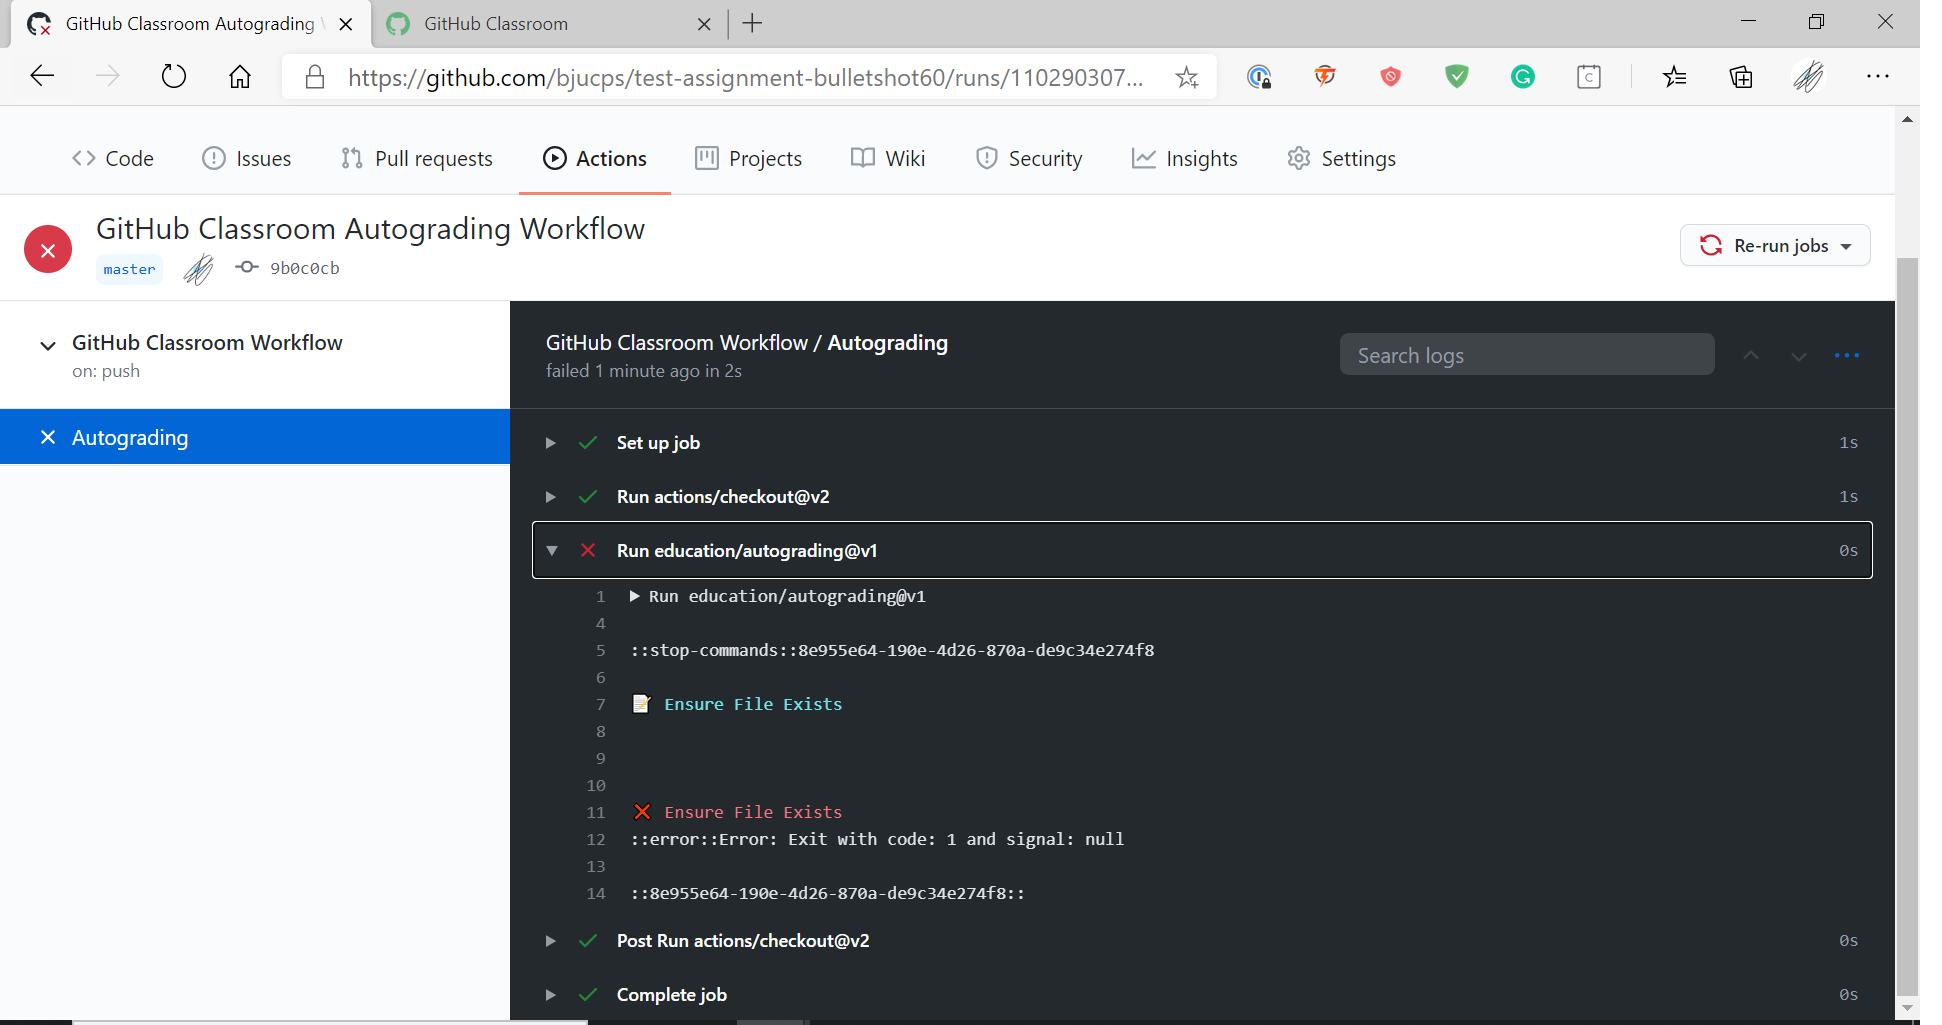 GitHub Classroom Autograding
GitHub Classroom
https://github.com/bjucps/test-assignment-bulletshot60/runs/110290307...
Code Issues Pull requests Actions Projects Wiki Security Insights Settings
GitHub Classroom Autograding Workflow
master 9b0c0cb
Re-run jobs
GitHub Classroom Workflow
on: push
Autograding
GitHub Classroom Workflow / Autograding
failed 1 minute ago in 2s
Search logs
Set up job 1s
Run actions/checkout@v2 1s
Run education/autograding@v1 0s
1 Run education/autograding@v1
4
5 ::stop-commands::8e955e64-190e-4d26-870a-de9c34e274f8
6
7 📝 Ensure File Exists
8
9
10
11 ❌ Ensure File Exists
12 ::error::Error: Exit with code: 1 and signal: null
13
14 ::8e955e64-190e-4d26-870a-de9c34e274f8::
Post Run actions/checkout@v2 0s
Complete job 0s